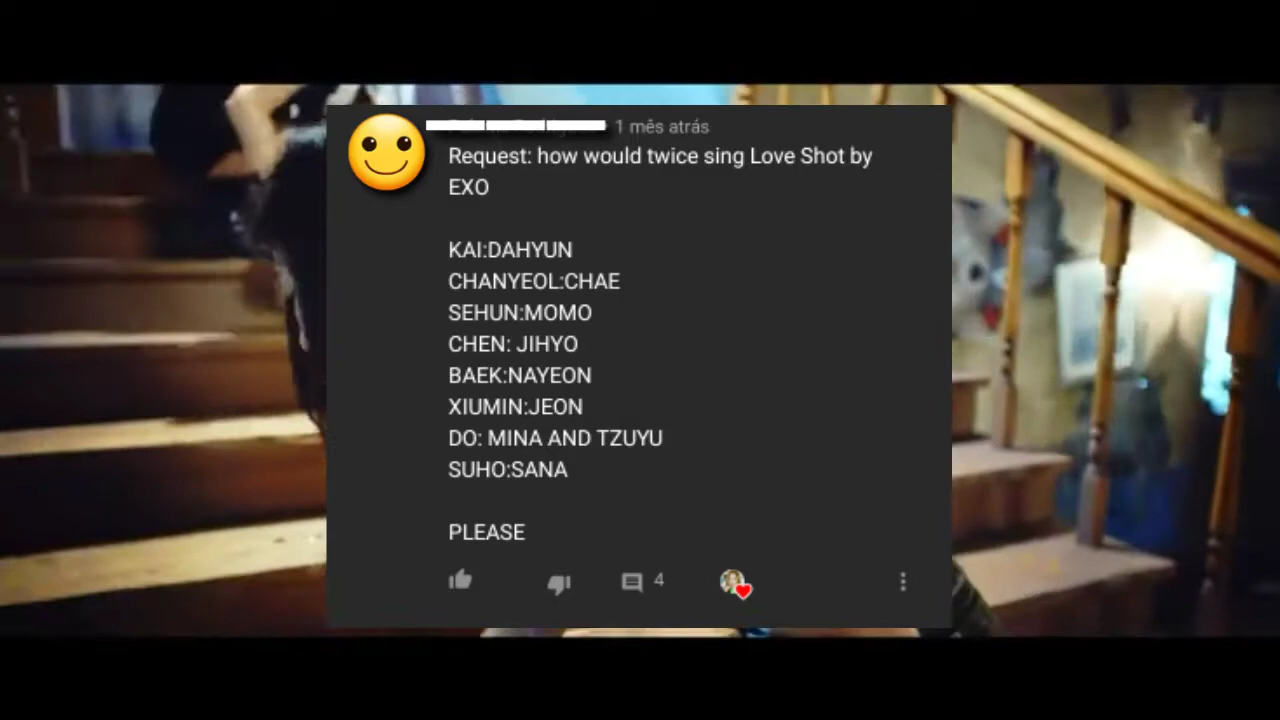 1 mês atrás
Request: how would twice sing Love Shot by
EXO
KAI:DAHYUN
CHANYEOL:CHAE
SEHUN:MOMO
CHEN: JIHYO
BAEK:NAYEON
XIUMIN:JEON
DO: MINA AND TZUYU
SUHO:SANA
PLEASE
4